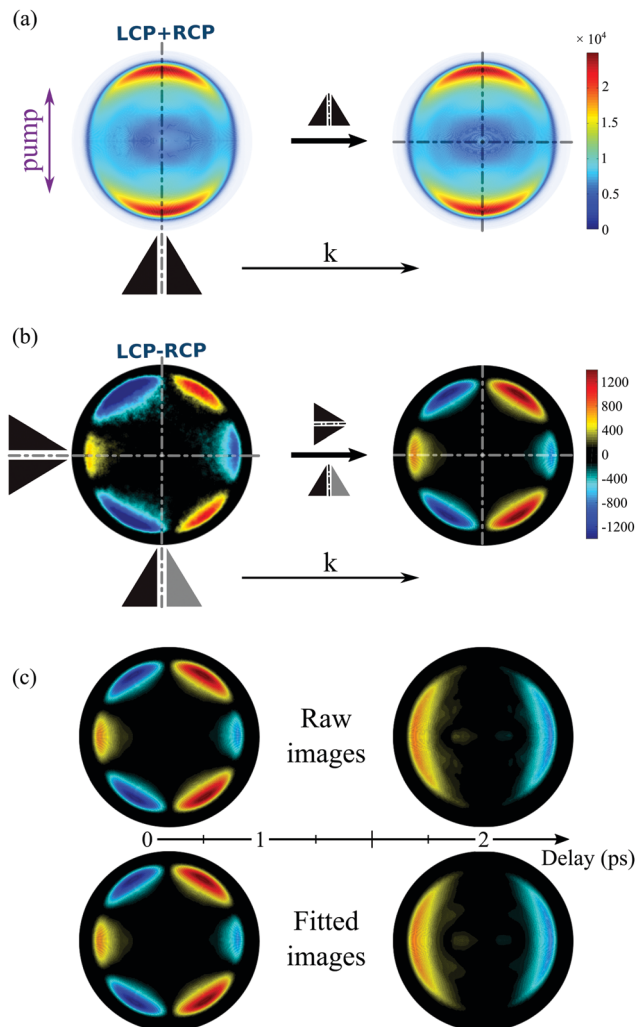 (a)
LCP+RCP
× 10⁴
2
1.5
1
0.5
0
pump
k
(b)
LCP-RCP
1200
800
400
0
-400
-800
-1200
k
(c)
Raw
images
0
1
2
Delay (ps)
Fitted
images